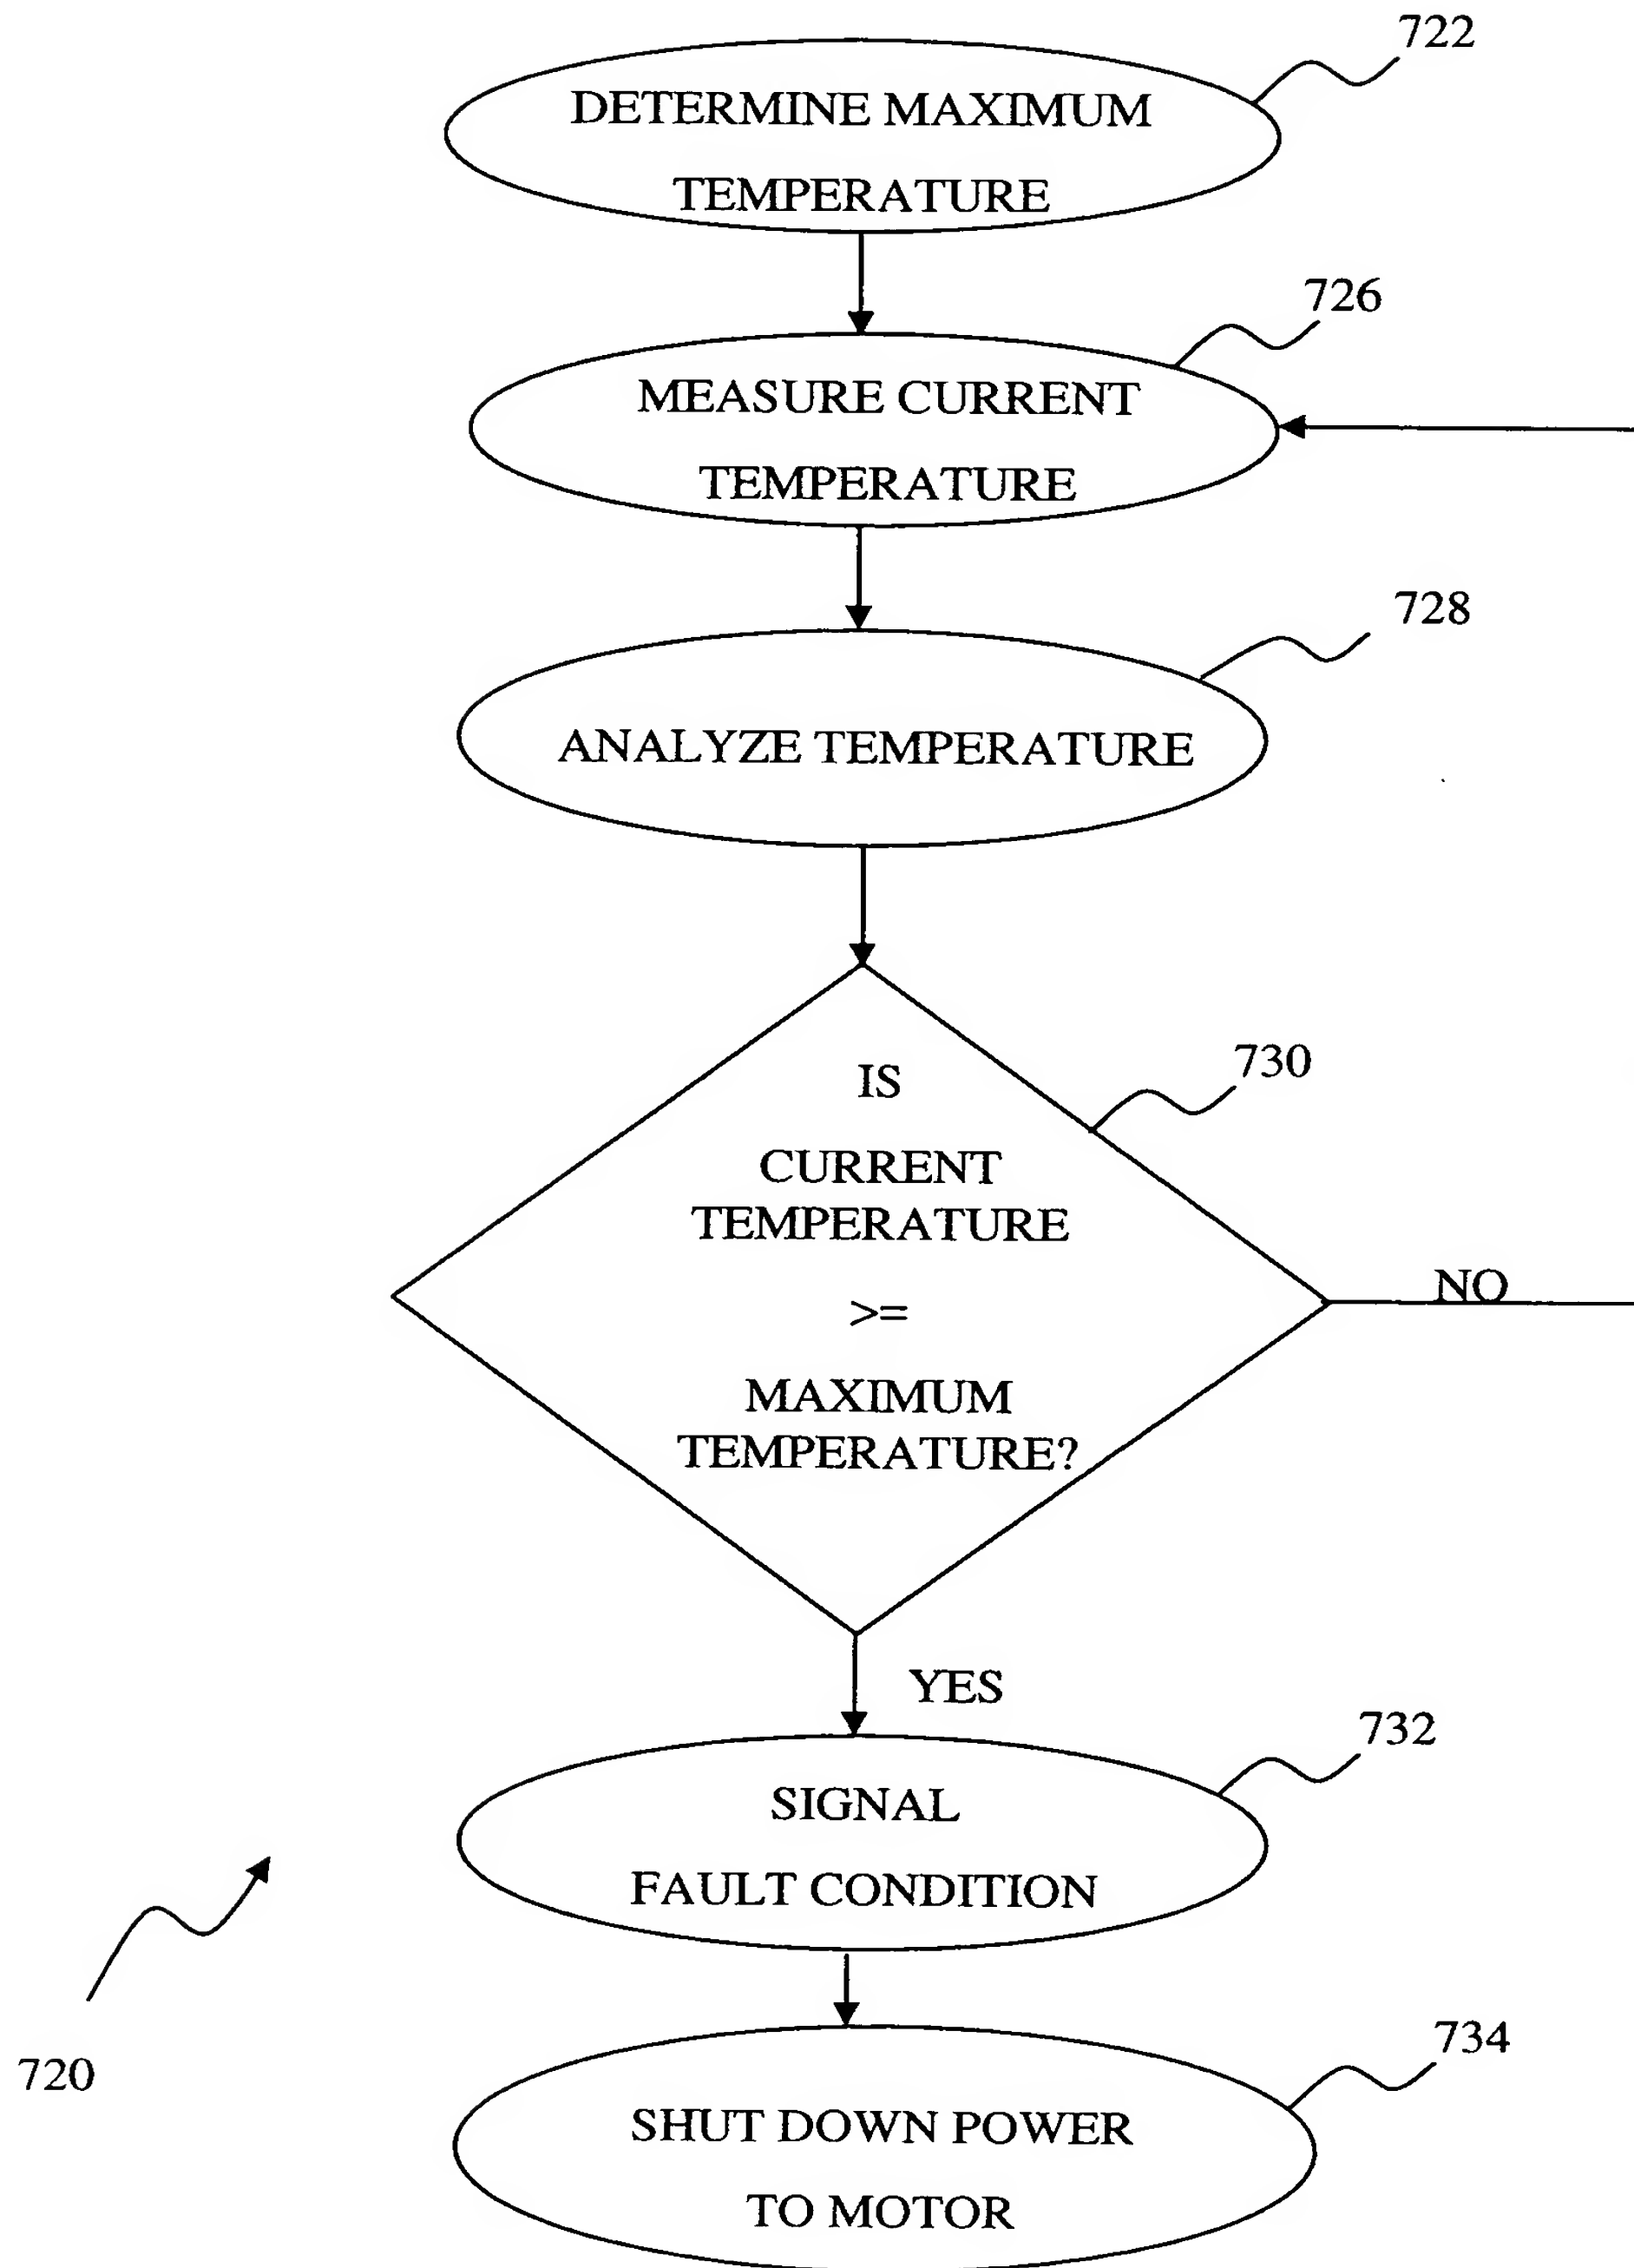 722
DETERMINE MAXIMUM
TEMPERATURE
726
MEASURE CURRENT
TEMPERATURE
728
ANALYZE TEMPERATURE
730
IS
CURRENT
TEMPERATURE
>=
MAXIMUM
TEMPERATURE?
NO
YES
732
SIGNAL
FAULT CONDITION
720
734
SHUT DOWN POWER
TO MOTOR